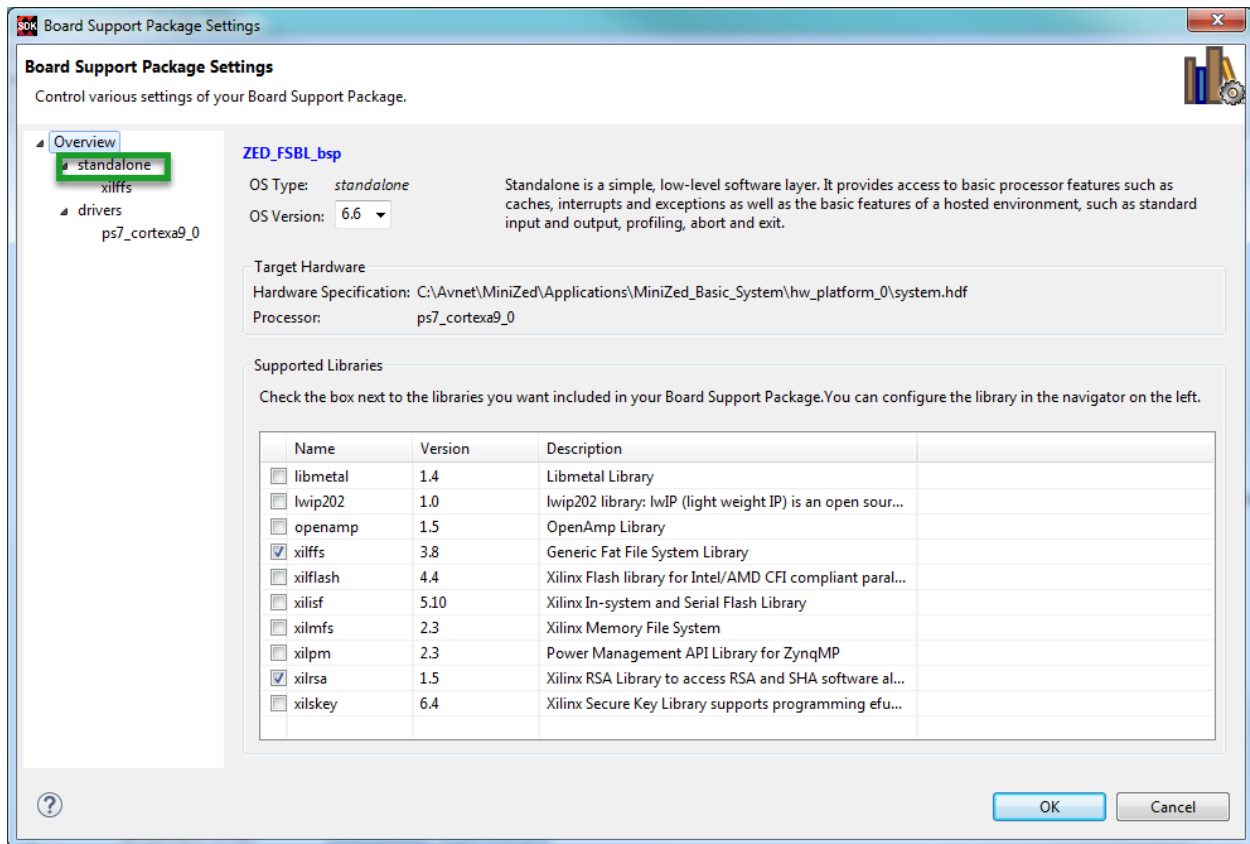 SDK Board Support Package Settings
Board Support Package Settings
Control various settings of your Board Support Package.
Overview
standalone
xilffs
drivers
ps7_cortexa9_0
ZED_FSBL_bsp
OS Type: standalone
OS Version: 6.6
Standalone is a simple, low-level software layer. It provides access to basic processor features such as
caches, interrupts and exceptions as well as the basic features of a hosted environment, such as standard
input and output, profiling, abort and exit.
Target Hardware
Hardware Specification: C:\Avnet\MiniZed\Applications\MiniZed_Basic_System\hw_platform_0\system.hdf
Processor: ps7_cortexa9_0
Supported Libraries
Check the box next to the libraries you want included in your Board Support Package.You can configure the library in the navigator on the left.
Name Version Description
libmetal 1.4 Libmetal Library
lwip202 1.0 lwip202 library: lwIP (light weight IP) is an open sour...
openamp 1.5 OpenAmp Library
xilffs 3.8 Generic Fat File System Library
xilflash 4.4 Xilinx Flash library for Intel/AMD CFI compliant paral...
xilisf 5.10 Xilinx In-system and Serial Flash Library
xilmfs 2.3 Xilinx Memory File System
xilpm 2.3 Power Management API Library for ZynqMP
xilrsa 1.5 Xilinx RSA Library to access RSA and SHA software al...
xilskey 6.4 Xilinx Secure Key Library supports programming efu...
?
OK
Cancel